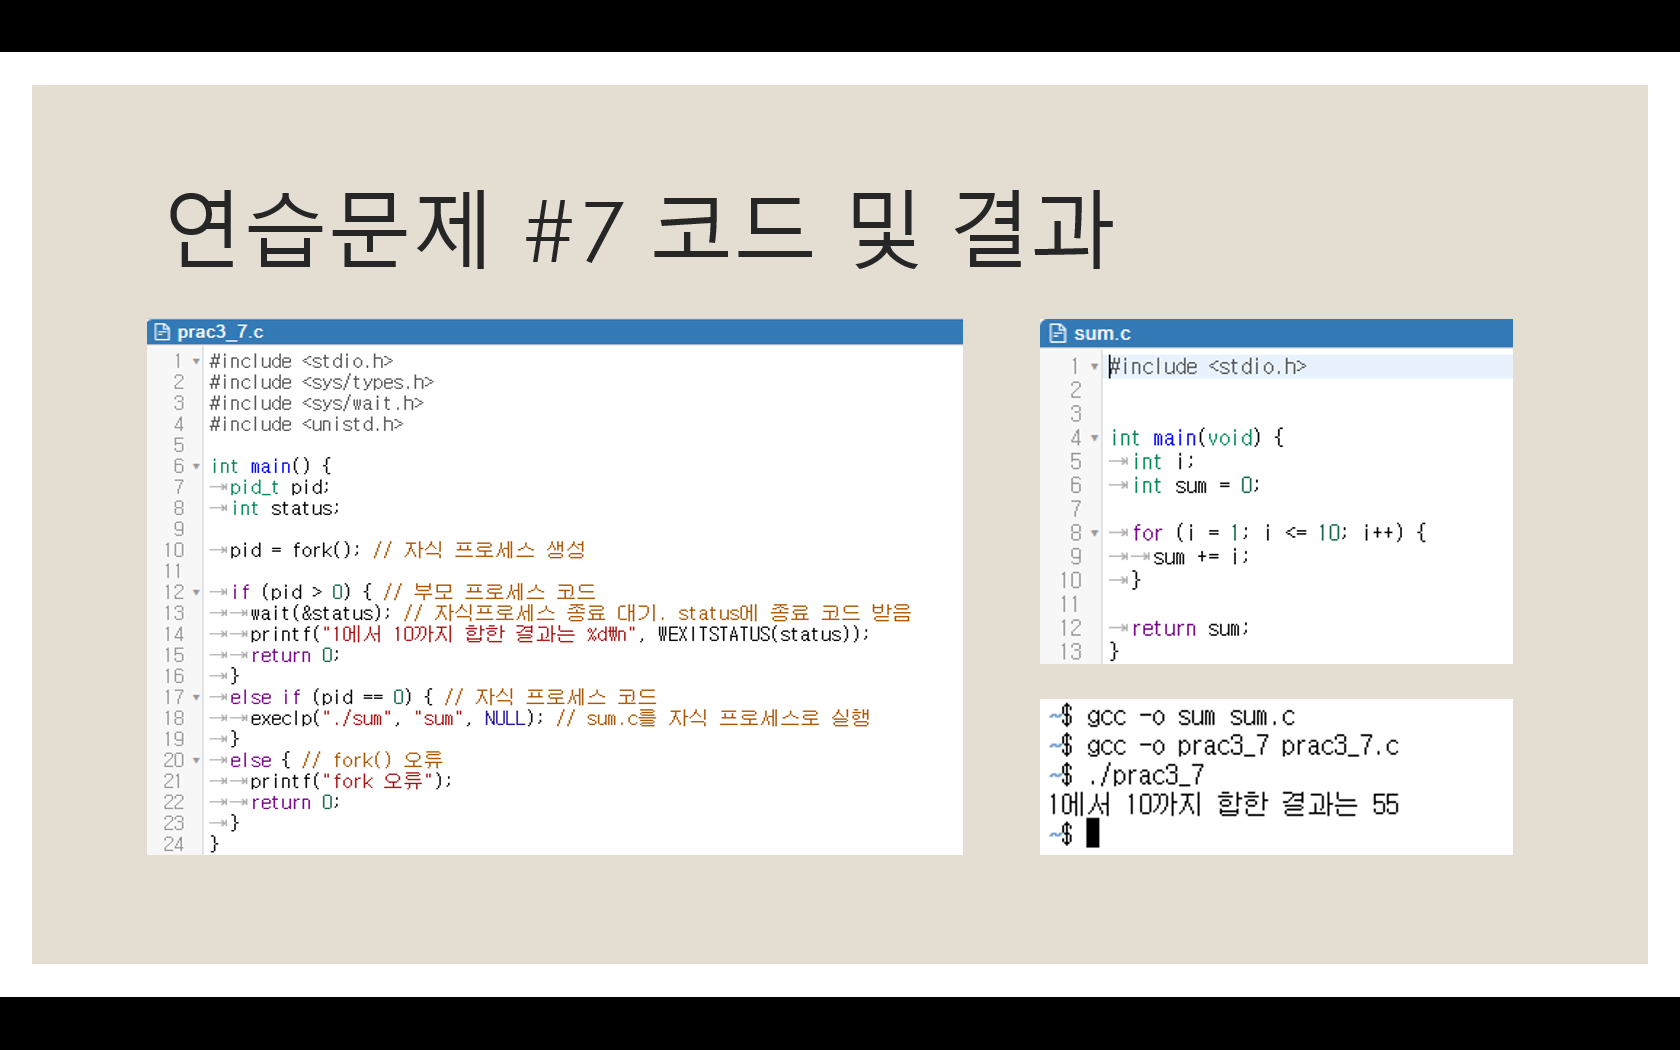 연습문제 #7 코드 및 결과
prac3_7.c
1 #include <stdio.h>
2 #include <sys/types.h>
3 #include <sys/wait.h>
4 #include <unistd.h>
5
6 int main() {
7 pid_t pid;
8 int status;
9
10 pid = fork(); // 자식 프로세스 생성
11
12 if (pid > 0) { // 부모 프로세스 코드
13 wait(&status); // 자식프로세스 종료 대기. status에 종료 코드 받음
14 printf("1에서 10까지 합한 결과는 %d₩n", WEXITSTATUS(status));
15 return 0;
16 }
17 else if (pid == 0) { // 자식 프로세스 코드
18 execlp("./sum", "sum", NULL); // sum.c를 자식 프로세스로 실행
19 }
20 else { // fork() 오류
21 printf("fork 오류");
22 return 0;
23 }
24 }
sum.c
1 #include <stdio.h>
2
3
4 int main(void) {
5 int i;
6 int sum = 0;
7
8 for (i = 1; i <= 10; i++) {
9 sum += i;
10 }
11
12 return sum;
13 }
~$ gcc -o sum sum.c
~$ gcc -o prac3_7 prac3_7.c
~$ ./prac3_7
1에서 10까지 합한 결과는 55
~$